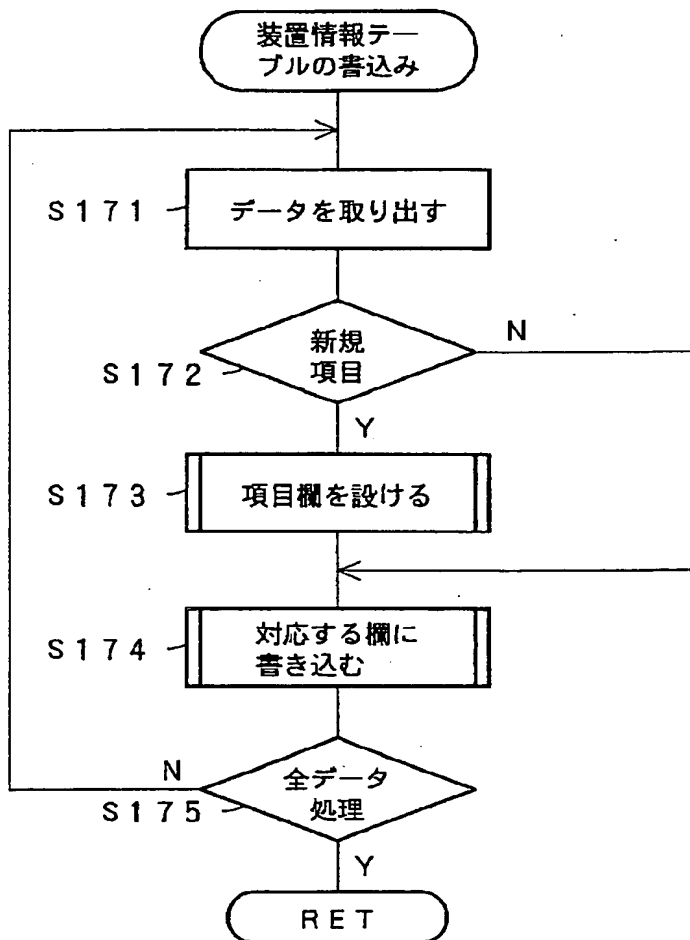 装置情報テー
ブルの書込み
S171
データを取り出す
新規
項目
N
S172
Y
S173
項目欄を設ける
S174
対応する欄に
書き込む
N
全データ
処理
S175
Y
RET